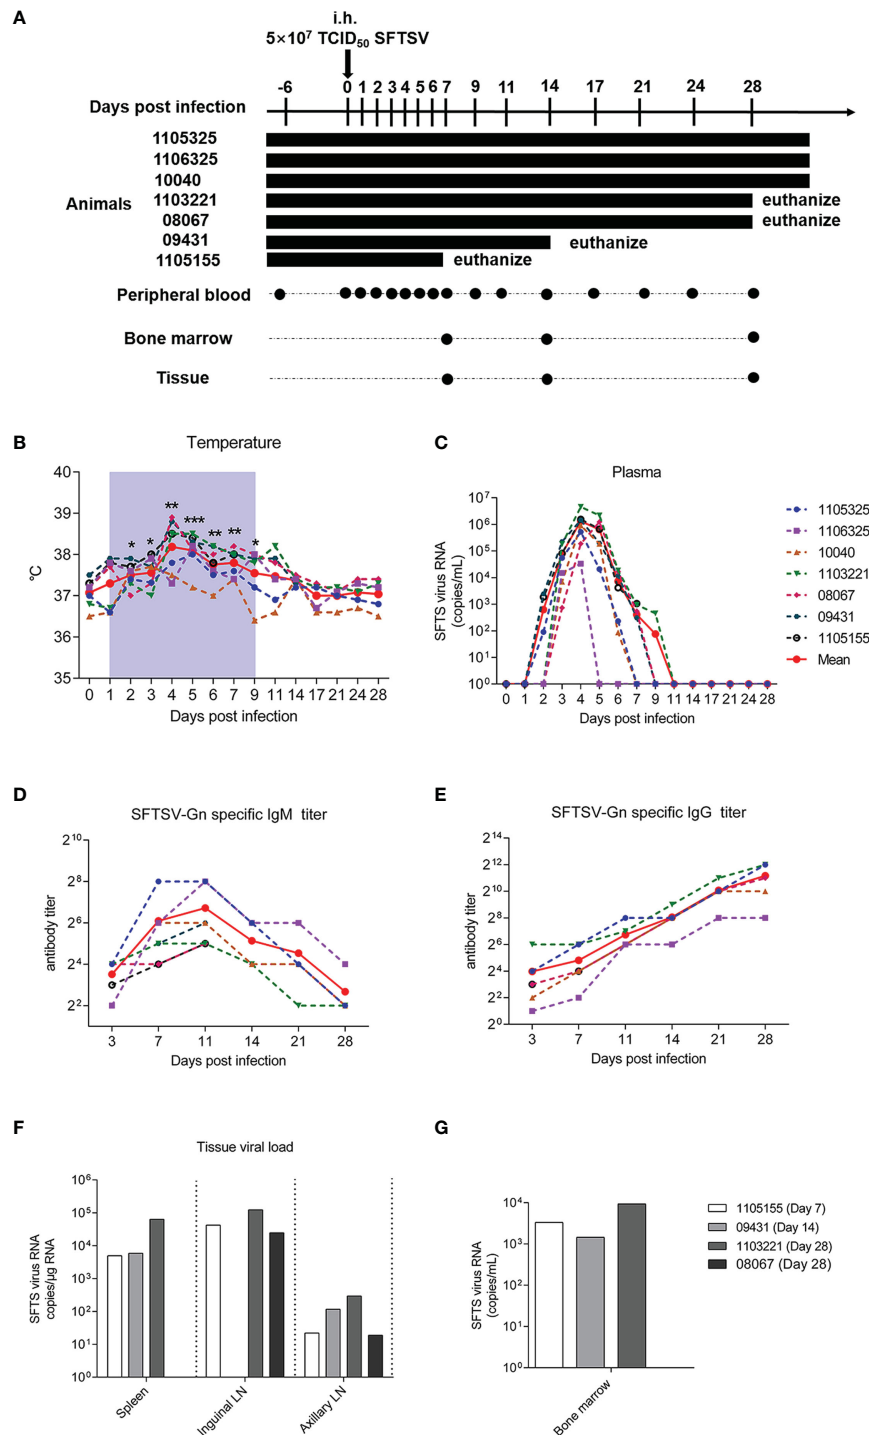 A
i.h.
5×10⁷ TCID₅₀ SFTSV
Days post infection
-6 0 1 2 3 4 5 6 7 9 11 14 17 21 24 28
Animals
1105325
1106325
10040
1103221 euthanize
08067 euthanize
09431 euthanize
1105155 euthanize
Peripheral blood
Bone marrow
Tissue
B
Temperature
°C
40
39
38
37
36
35
* * ** *** ** ** *
0 1 2 3 4 5 6 7 9 11 14 17 21 24 28
Days post infection
C
Plasma
SFTS virus RNA
(copies/mL)
10⁷
10⁶
10⁵
10⁴
10³
10²
10¹
10⁰
0 1 2 3 4 5 6 7 9 11 14 17 21 24 28
Days post infection
1105325
1106325
10040
1103221
08067
09431
1105155
Mean
D
SFTSV-Gn specific IgM titer
antibody titer
2¹⁰
2⁸
2⁶
2⁴
2²
3 7 11 14 21 28
Days post infection
E
SFTSV-Gn specific IgG titer
antibody titer
2¹⁴
2¹²
2¹⁰
2⁸
2⁶
2⁴
2²
2⁰
3 7 11 14 21 28
Days post infection
F
Tissue viral load
SFTS virus RNA
copies/μg RNA
10⁶
10⁵
10⁴
10³
10²
10¹
10⁰
Spleen
Inguinal LN
Axillary LN
G
SFTS virus RNA
(copies/mL)
10⁴
10³
10²
10¹
10⁰
Bone marrow
1105155 (Day 7)
09431 (Day 14)
1103221 (Day 28)
08067 (Day 28)